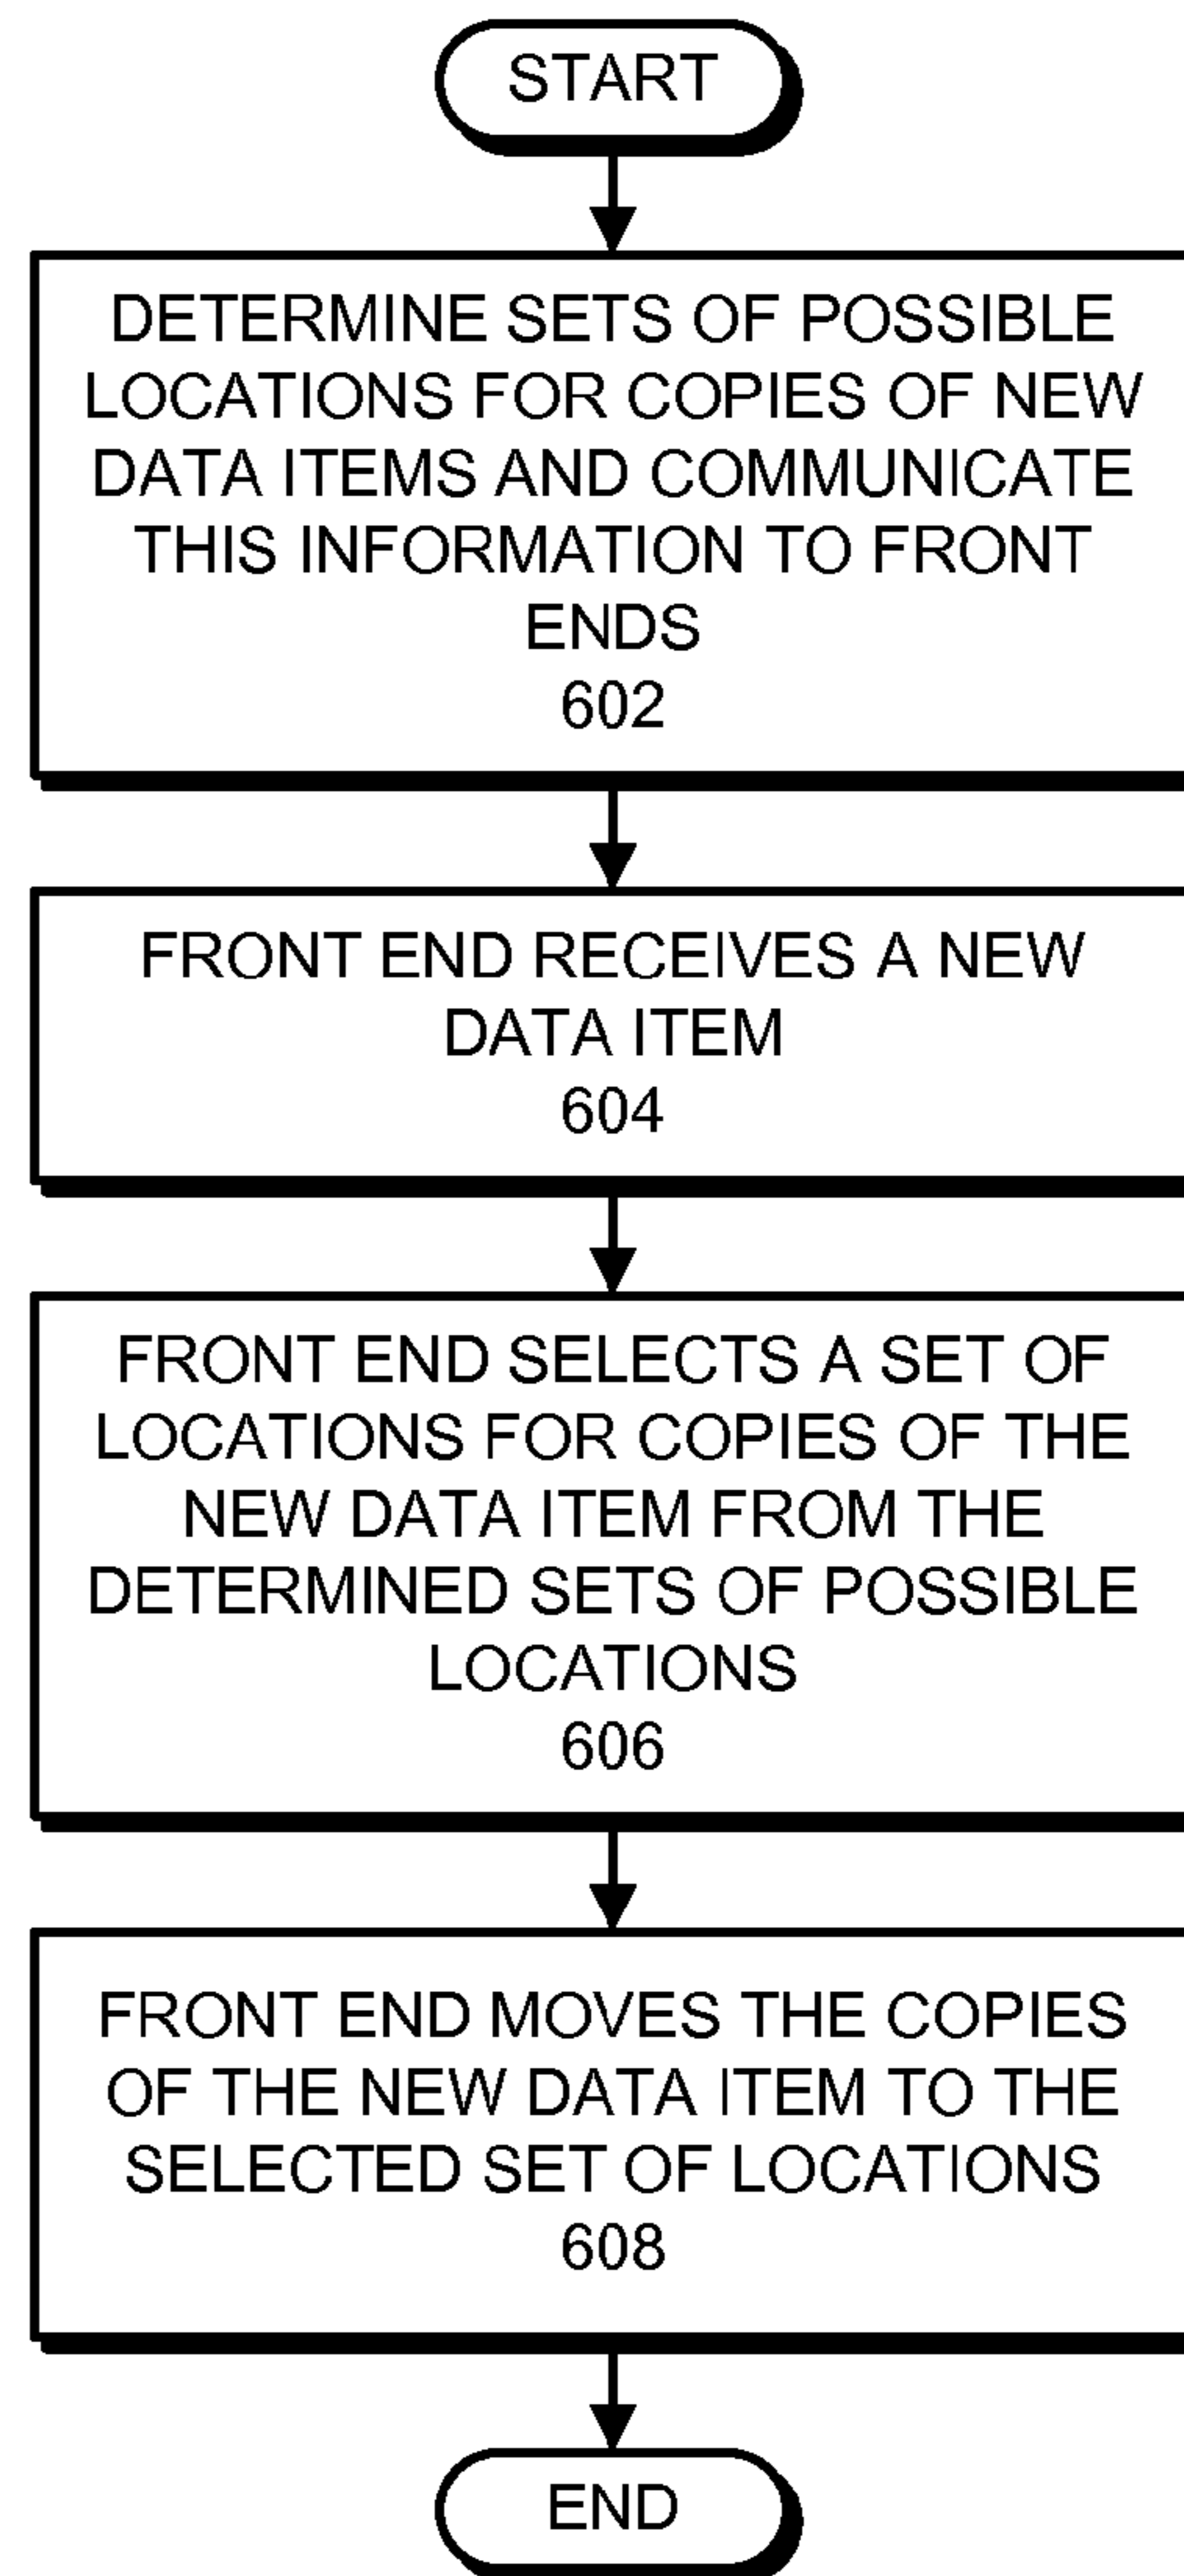 START
DETERMINE SETS OF POSSIBLE
LOCATIONS FOR COPIES OF NEW
DATA ITEMS AND COMMUNICATE
THIS INFORMATION TO FRONT
ENDS
602
FRONT END RECEIVES A NEW
DATA ITEM
604
FRONT END SELECTS A SET OF
LOCATIONS FOR COPIES OF THE
NEW DATA ITEM FROM THE
DETERMINED SETS OF POSSIBLE
LOCATIONS
606
FRONT END MOVES THE COPIES
OF THE NEW DATA ITEM TO THE
SELECTED SET OF LOCATIONS
608
END